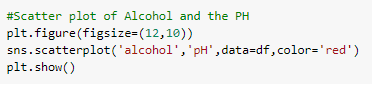 #Scatter plot of Alcohol and the PH
plt.figure(figsize=(12,10))
sns.scatterplot('alcohol','pH',data=df,color='red')
plt.show()